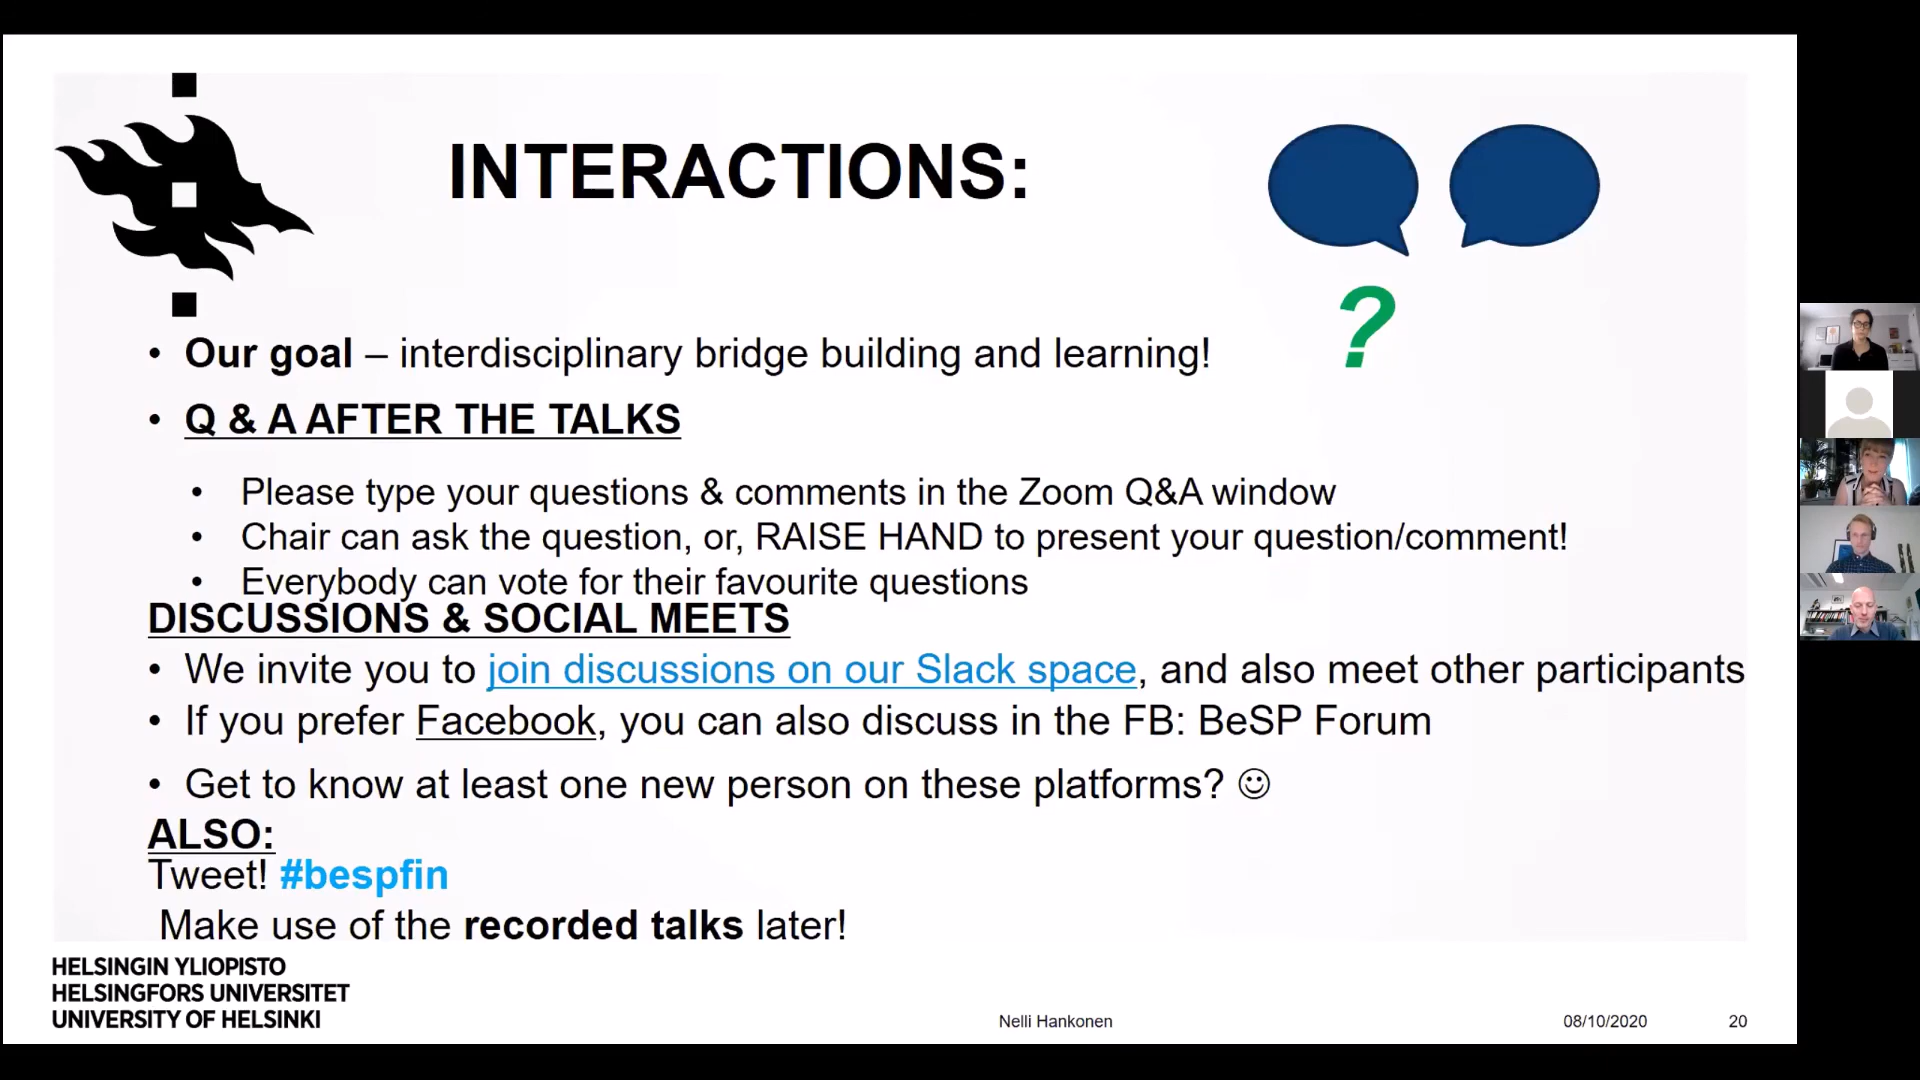 INTERACTIONS:
?
• Our goal – interdisciplinary bridge building and learning!
• Q & A AFTER THE TALKS
• Please type your questions & comments in the Zoom Q&A window
• Chair can ask the question, or, RAISE HAND to present your question/comment!
• Everybody can vote for their favourite questions
DISCUSSIONS & SOCIAL MEETS
• We invite you to join discussions on our Slack space, and also meet other participants
• If you prefer Facebook, you can also discuss in the FB: BeSP Forum
• Get to know at least one new person on these platforms? ☺
ALSO:
Tweet! #bespfin
Make use of the recorded talks later!
HELSINGIN YLIOPISTO
HELSINGFORS UNIVERSITET
UNIVERSITY OF HELSINKI
Nelli Hankonen
08/10/2020
20